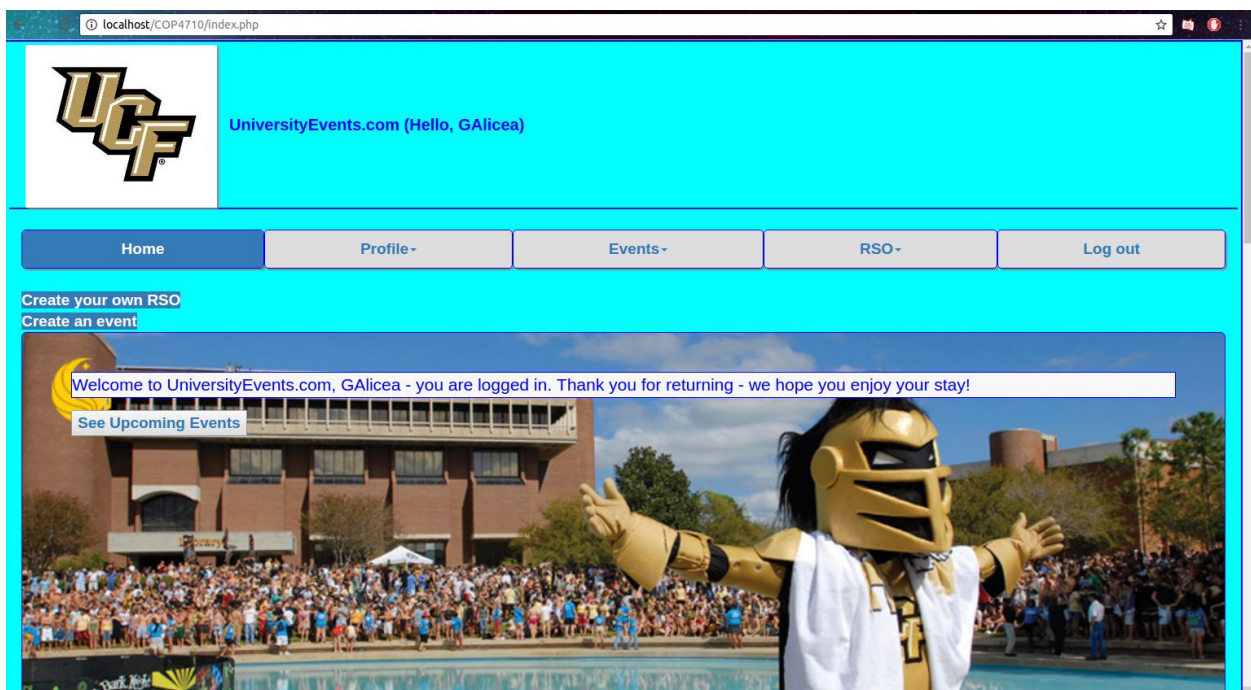 localhost/COP4710/index.php
UCF
UniversityEvents.com (Hello, GAlicea)
Home
Profile
Events
RSO
Log out
Create your own RSO
Create an event
Welcome to UniversityEvents.com, GAlicea - you are logged in. Thank you for returning - we hope you enjoy your stay!
See Upcoming Events
Library